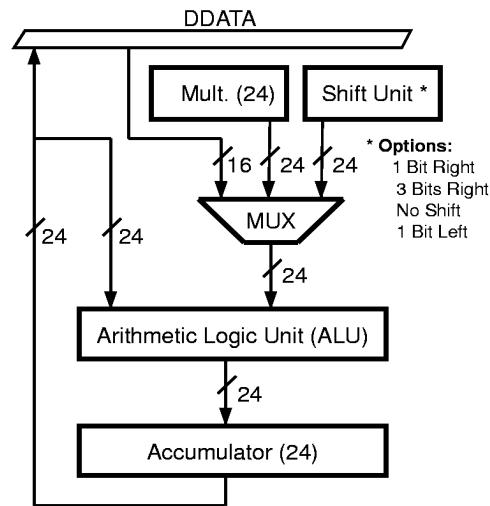 DDATA
Mult. (24)
Shift Unit *
* Options:
1 Bit Right
3 Bits Right
No Shift
1 Bit Left
16
24
24
MUX
24
24
24
Arithmetic Logic Unit (ALU)
24
Accumulator (24)